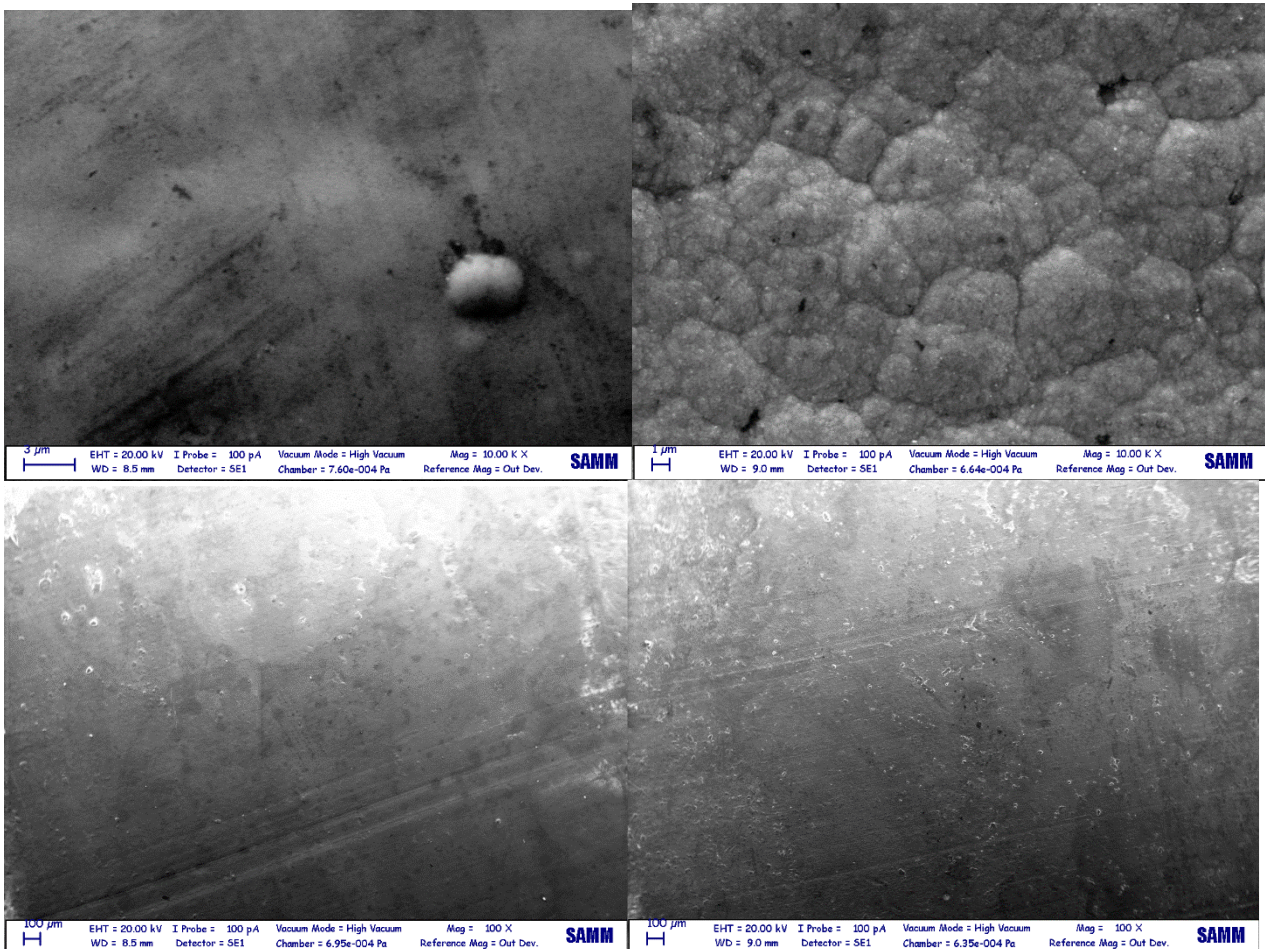 3 µm
EHT = 20.00 kV I Probe = 100 pA Vacuum Mode = High Vacuum Mag = 10.00 K X
WD = 8.5 mm Detector = SE1 Chamber = 7.60e-004 Pa Reference Mag = Out Dev.
SAMM
1 µm
EHT = 20.00 kV I Probe = 100 pA Vacuum Mode = High Vacuum Mag = 10.00 K X
WD = 9.0 mm Detector = SE1 Chamber = 6.64e-004 Pa Reference Mag = Out Dev.
SAMM
100 µm
EHT = 20.00 kV I Probe = 100 pA Vacuum Mode = High Vacuum Mag = 100 X
WD = 8.5 mm Detector = SE1 Chamber = 6.95e-004 Pa Reference Mag = Out Dev.
SAMM
100 µm
EHT = 20.00 kV I Probe = 100 pA Vacuum Mode = High Vacuum Mag = 100 X
WD = 9.0 mm Detector = SE1 Chamber = 6.35e-004 Pa Reference Mag = Out Dev.
SAMM